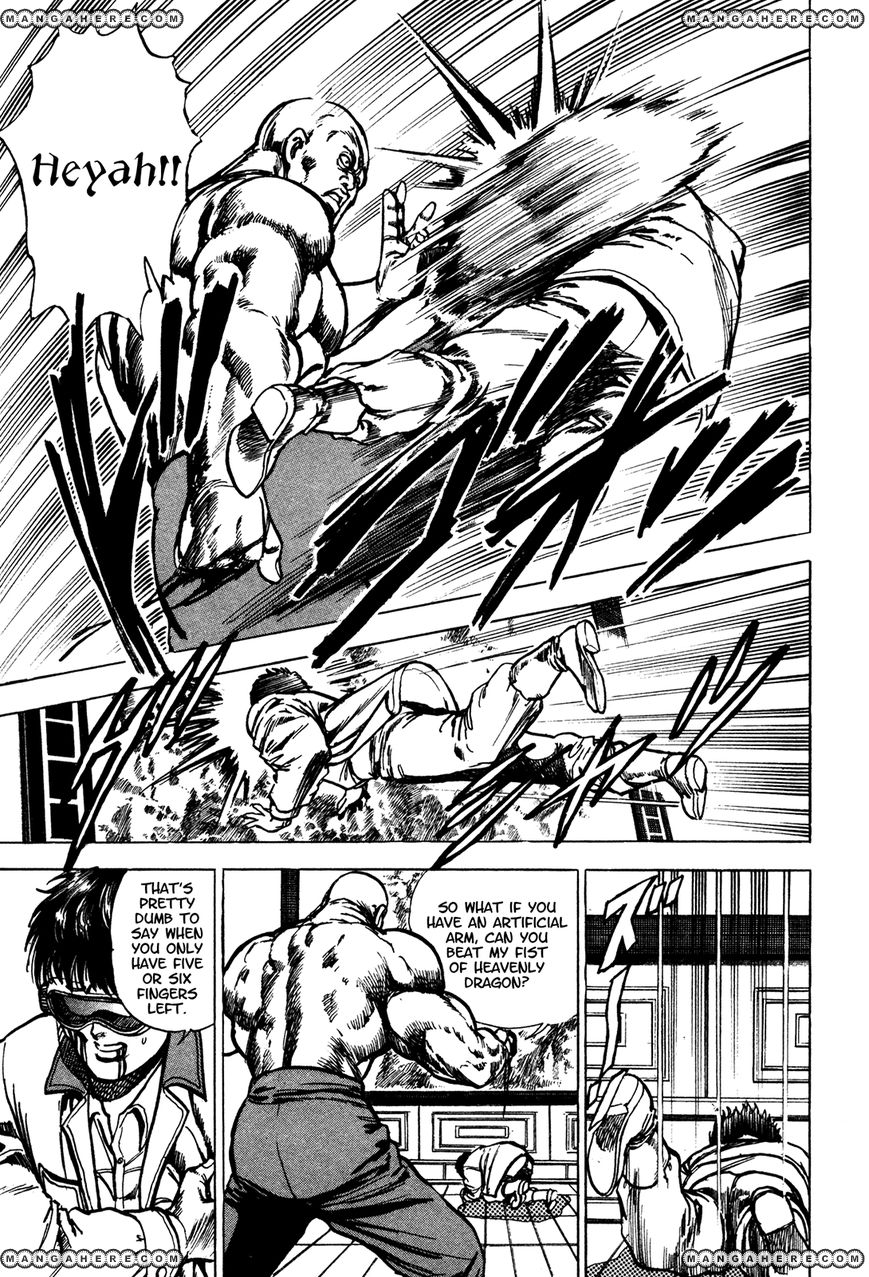 MANGAHERE.COM
MANGAHERE.COM
Heyah!!
SO WHAT IF YOU
HAVE AN ARTIFICIAL
ARM, CAN YOU
BEAT MY FIST
OF HEAVENLY
DRAGON?
THAT'S
PRETTY
DUMB TO
SAY WHEN
YOU ONLY
HAVE FIVE
OR SIX
FINGERS
LEFT.
MANGAHERE.COM
MANGAHERE.COM